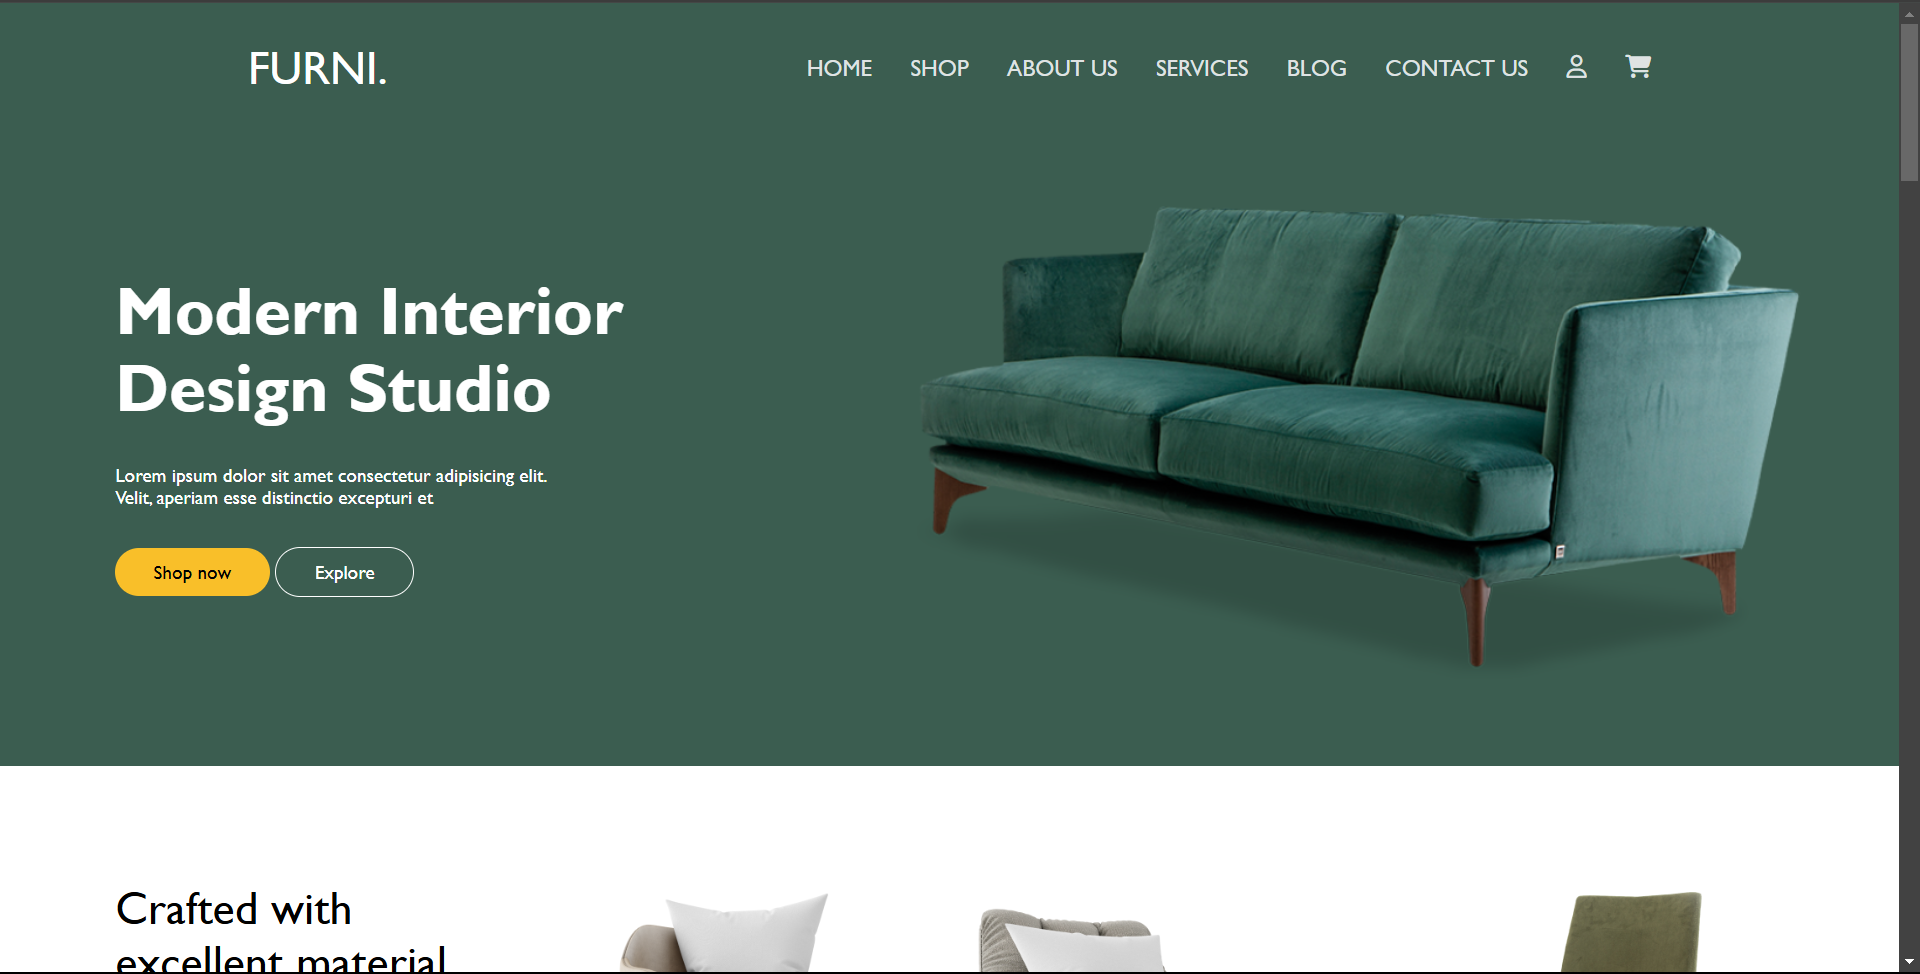 FURNI.
HOME SHOP ABOUT US SERVICES BLOG CONTACT US
Modern Interior
Design Studio
Lorem ipsum dolor sit amet consectetur adipisicing elit.
Velit, aperiam esse distinctio excepturi et
Shop now Explore
Crafted with
excellent material